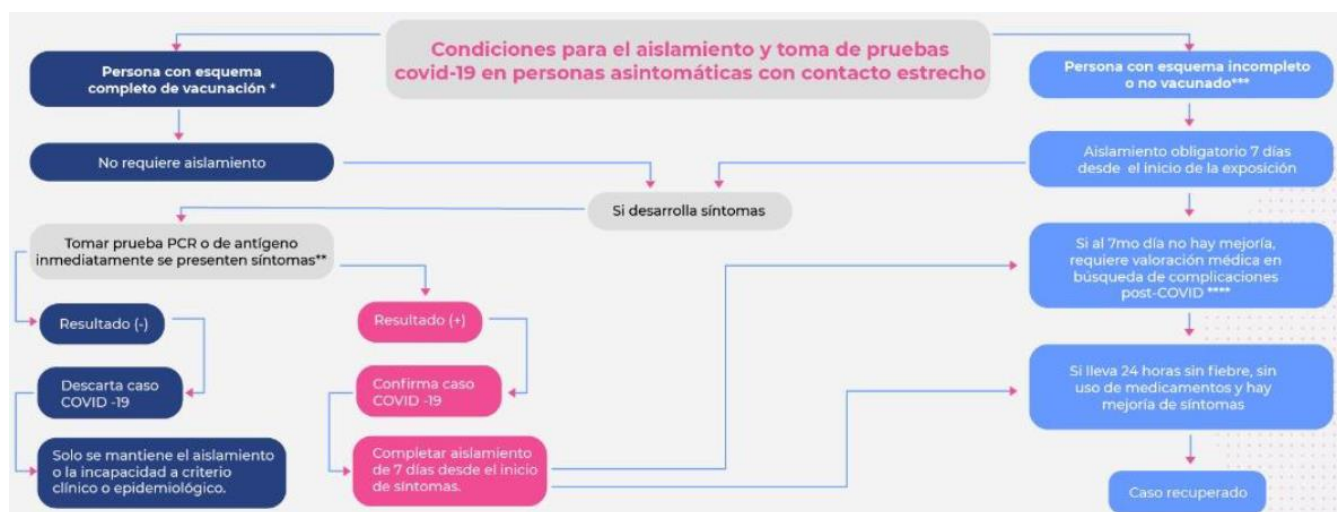 Condiciones para el aislamiento y toma de pruebas
covid-19 en personas asintomáticas con contacto estrecho
Persona con esquema
completo de vacunación *
No requiere aislamiento
Persona con esquema incompleto
o no vacunado***
Aislamiento obligatorio 7 días
desde el inicio de la exposición
Si desarrolla síntomas
Tomar prueba PCR o de antígeno
inmediatamente se presenten síntomas**
Resultado (-)
Descarta caso
COVID -19
Solo se mantiene el aislamiento
o la incapacidad a criterio
clínico o epidemiológico.
Resultado (+)
Confirma caso
COVID -19
Completar aislamiento
de 7 días desde el inicio
de síntomas.
Si al 7mo día no hay mejoría,
requiere valoración médica en
búsqueda de complicaciones
post-COVID ****
Si lleva 24 horas sin fiebre, sin
uso de medicamentos y hay
mejoría de síntomas
Caso recuperado